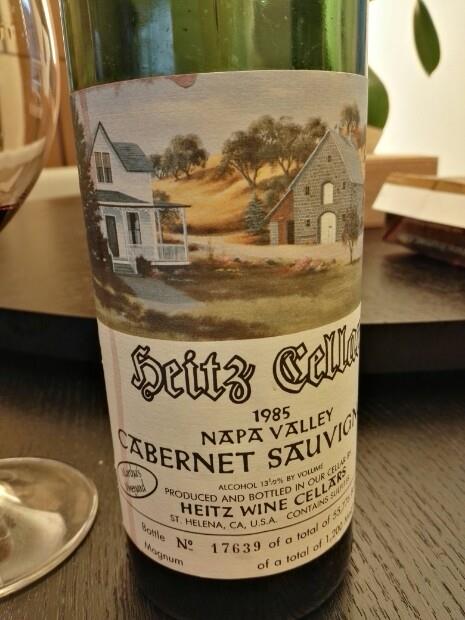 Heitz Cella
1985
NAPA VALLEY
CABERNET SAUVIGN
Martha's
Vineyard
ALCOHOL 13½% BY VOLUME
PRODUCED AND BOTTLED IN OUR CELLAR BY
HEITZ WINE CELLARS
ST. HELENA, CA, U.S.A. CONTAINS SULFITES
Bottle Nº 17639 of a total of
Magnum of a total of 1,200